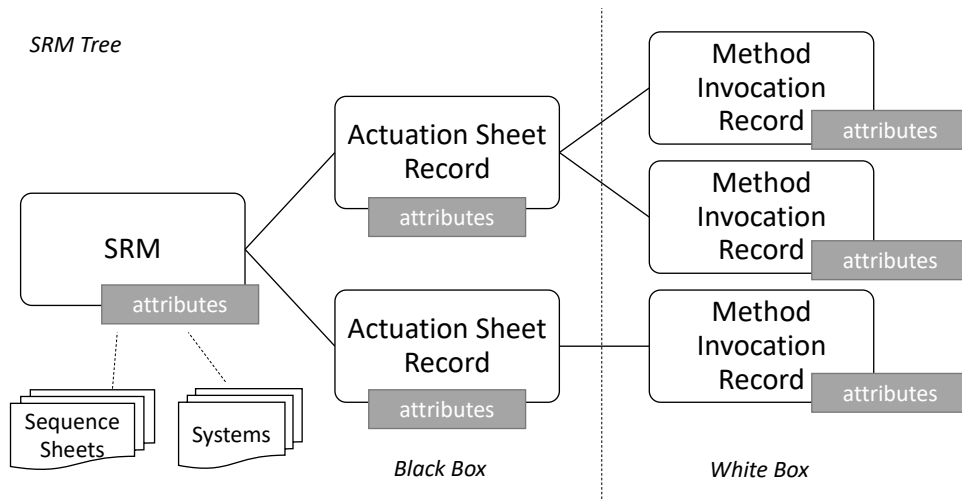 SRM Tree
SRM
attributes
Sequence
Sheets
Systems
Actuation Sheet
Record
attributes
Actuation Sheet
Record
attributes
Black Box
Method
Invocation
Record
attributes
Method
Invocation
Record
attributes
Method
Invocation
Record
attributes
White Box